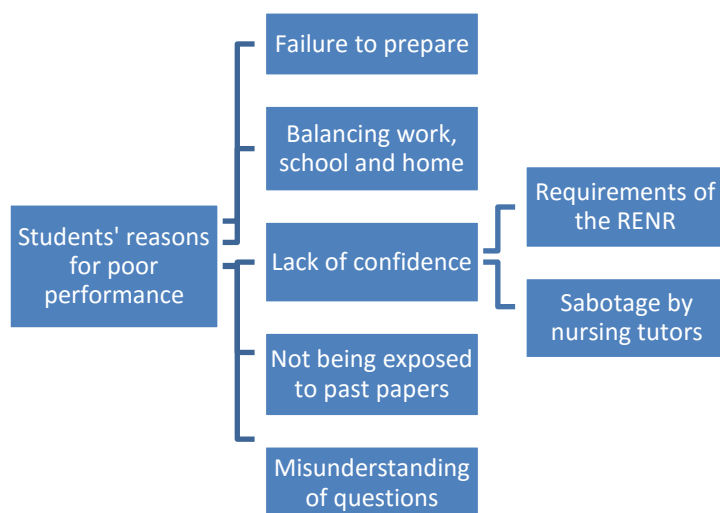 Failure to prepare
Balancing work,
school and home
Students' reasons
for poor
performance
Lack of confidence
Requirements of
the RENR
Sabotage by
nursing tutors
Not being exposed
to past papers
Misunderstanding
of questions